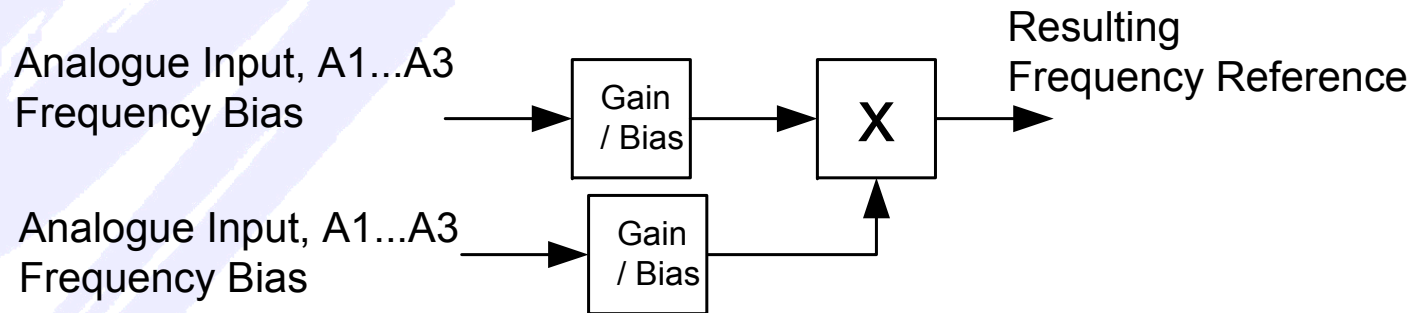 Analogue Input, A1...A3
Frequency Bias
Gain
/ Bias
X
Resulting
Frequency Reference
Analogue Input, A1...A3
Frequency Bias
Gain
/ Bias